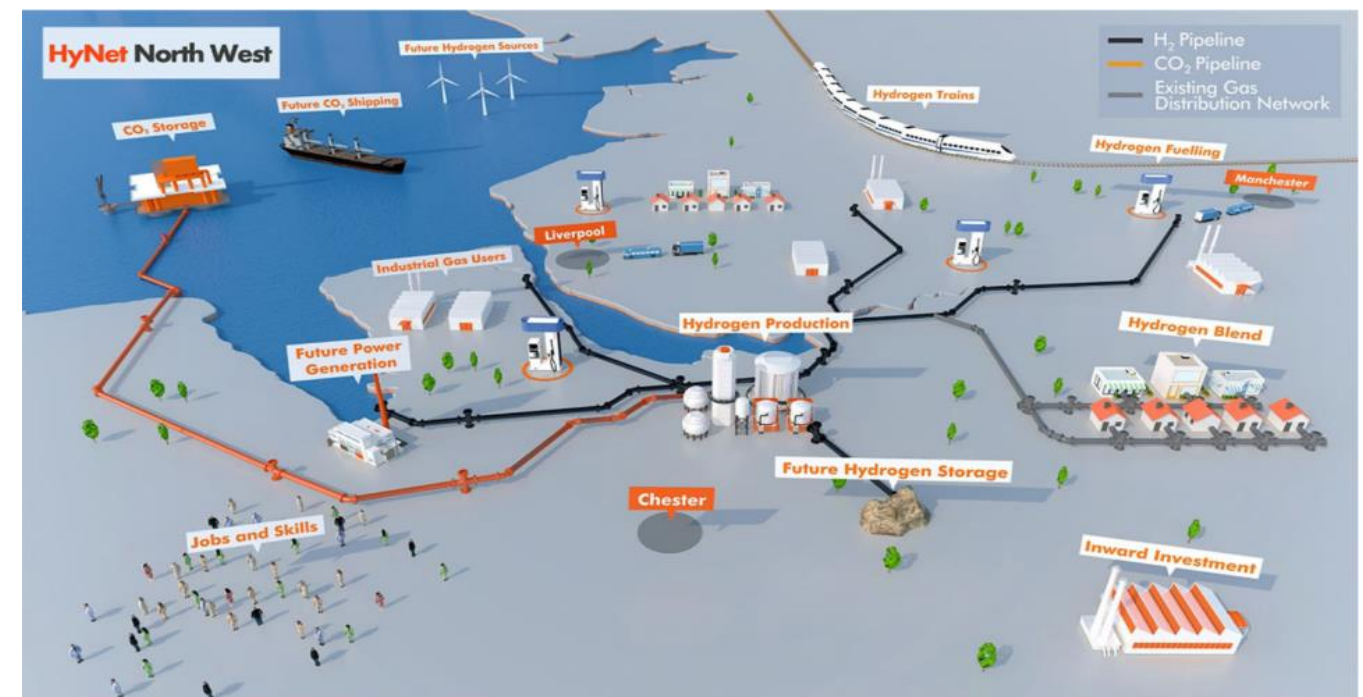 HyNet North West
Future Hydrogen Sources
H₂ Pipeline
CO₂ Pipeline
Existing Gas
Distribution Network
Future CO₂ Shipping
CO₂ Storage
Hydrogen Trains
Hydrogen Fuelling
Manchester
Liverpool
Industrial Gas Users
Hydrogen Production
Hydrogen Blend
Future Power
Generation
Future Hydrogen Storage
Chester
Jobs and Skills
Inward Investment